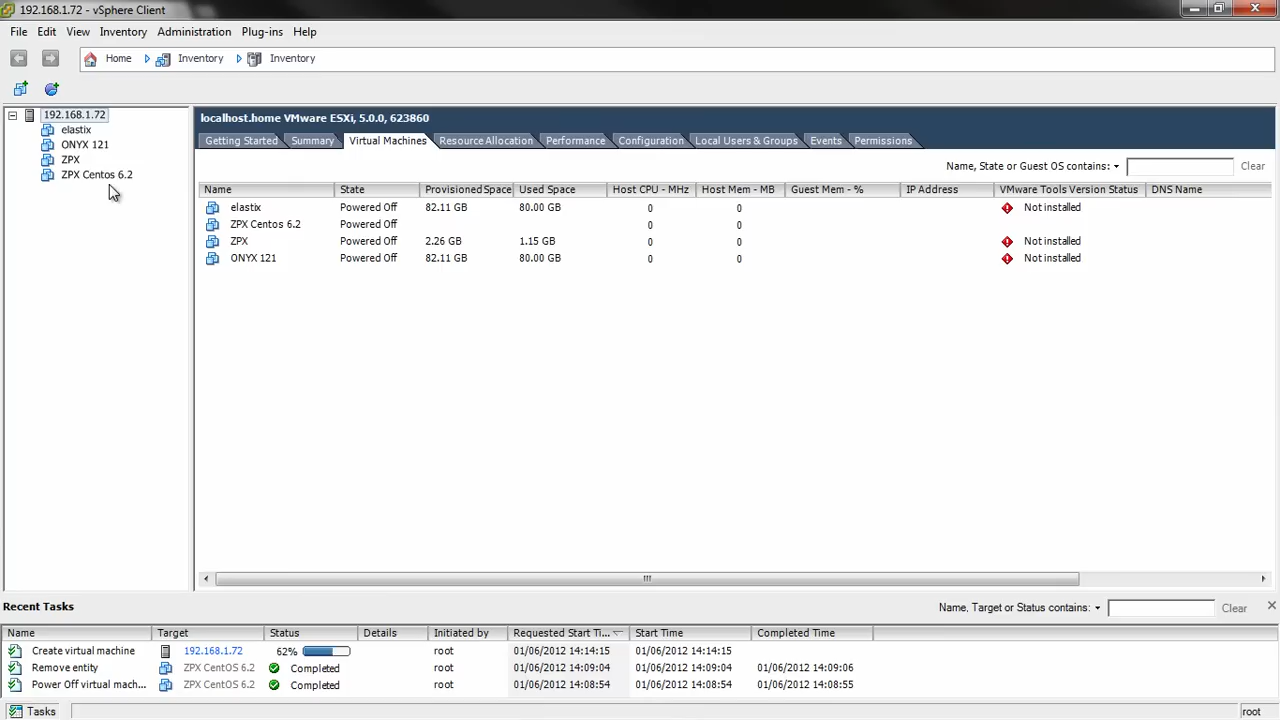 192.168.1.72 - vSphere Client
File Edit View Inventory Administration Plug-ins Help
Home Inventory Inventory
192.168.1.72
elastix
ONYX 121
ZPX
ZPX Centos 6.2
localhost.home VMware ESXi, 5.0.0, 623860
Getting Started Summary Virtual Machines Resource Allocation Performance Configuration Local Users & Groups Events Permissions
Name, State or Guest OS contains: Clear
Name State Provisioned Space Used Space Host CPU - MHz Host Mem - MB Guest Mem - % IP Address VMware Tools Version Status DNS Name
elastix Powered Off 82.11 GB 80.00 GB 0 0 Not installed
ZPX Centos 6.2 Powered Off 0 0
ZPX Powered Off 2.26 GB 1.15 GB 0 0 Not installed
ONYX 121 Powered Off 82.11 GB 80.00 GB 0 0 Not installed
Recent Tasks
Name, Target or Status contains: Clear
Name Target Status Details Initiated by Requested Start Ti... Start Time Completed Time
Create virtual machine 192.168.1.72 62% root 01/06/2012 14:14:15 01/06/2012 14:14:15
Remove entity ZPX CentOS 6.2 Completed root 01/06/2012 14:09:04 01/06/2012 14:09:04 01/06/2012 14:09:06
Power Off virtual mach... ZPX CentOS 6.2 Completed root 01/06/2012 14:08:54 01/06/2012 14:08:54 01/06/2012 14:08:55
Tasks root